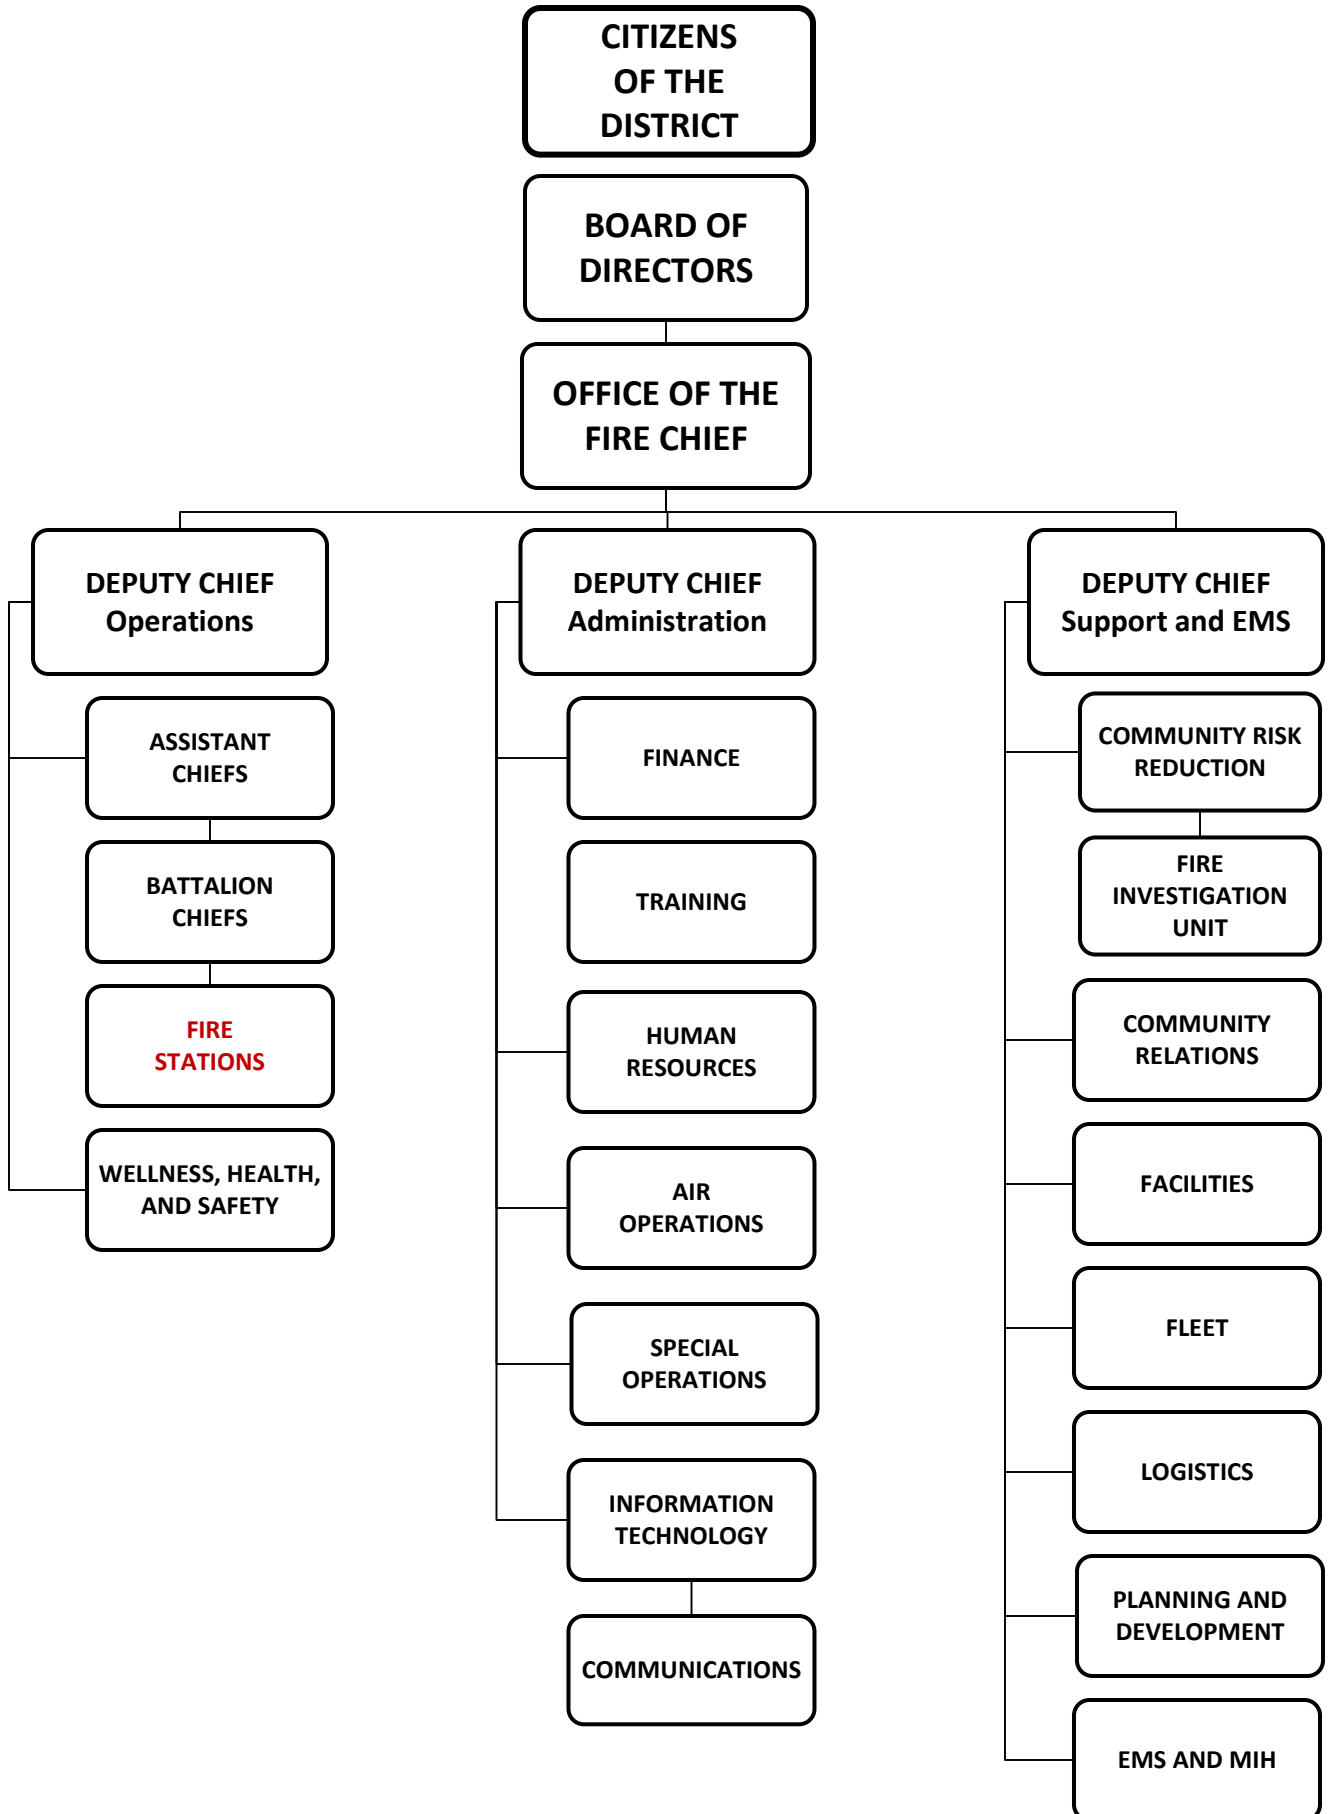 CITIZENS
OF THE
DISTRICT
BOARD OF
DIRECTORS
OFFICE OF THE
FIRE CHIEF
DEPUTY CHIEF
Operations
ASSISTANT
CHIEFS
BATTALION
CHIEFS
FIRE
STATIONS
WELLNESS, HEALTH,
AND SAFETY
DEPUTY CHIEF
Administration
FINANCE
TRAINING
HUMAN
RESOURCES
AIR
OPERATIONS
SPECIAL
OPERATIONS
INFORMATION
TECHNOLOGY
COMMUNICATIONS
DEPUTY CHIEF
Support and EMS
COMMUNITY RISK
REDUCTION
FIRE
INVESTIGATION
UNIT
COMMUNITY
RELATIONS
FACILITIES
FLEET
LOGISTICS
PLANNING AND
DEVELOPMENT
EMS AND MIH